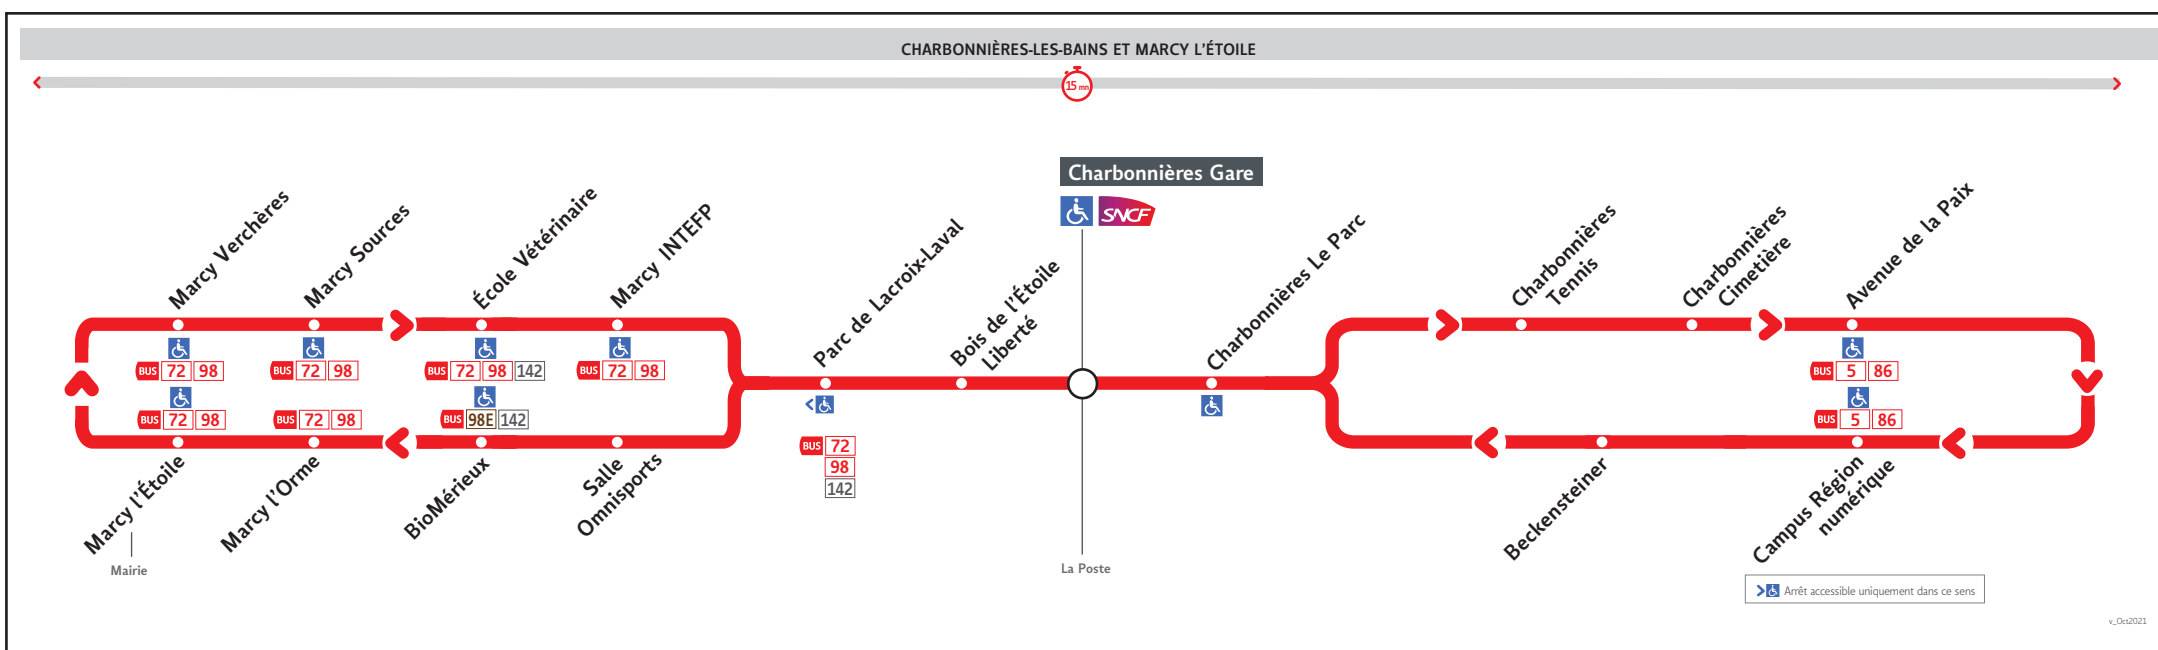 CHARBONNIÈRES-LES-BAINS ET MARCY L'ÉTOILE
15 mn
Charbonnières Gare
SNCF
Marcy Verchères
BUS 72 98
Marcy Sources
BUS 72 98
École Vétérinaire
BUS 72 98 142
Marcy INTEFP
BUS 72 98
Parc de Lacroix-Laval
BUS 72
98
142
Bois de l'Étoile
Liberté
Charbonnières Le Parc
Charbonnières
Tennis
Charbonnières
Cimetière
Avenue de la Paix
BUS 5 86
BUS 72 98
Marcy l'Étoile
Mairie
BUS 72 98
Marcy l'Orme
BUS 98E 142
BioMérieux
Salle
Omnisports
La Poste
Beckensteiner
BUS 5 86
Campus Région
numérique
Arrêt accessible uniquement dans ce sens
v_Oct2021